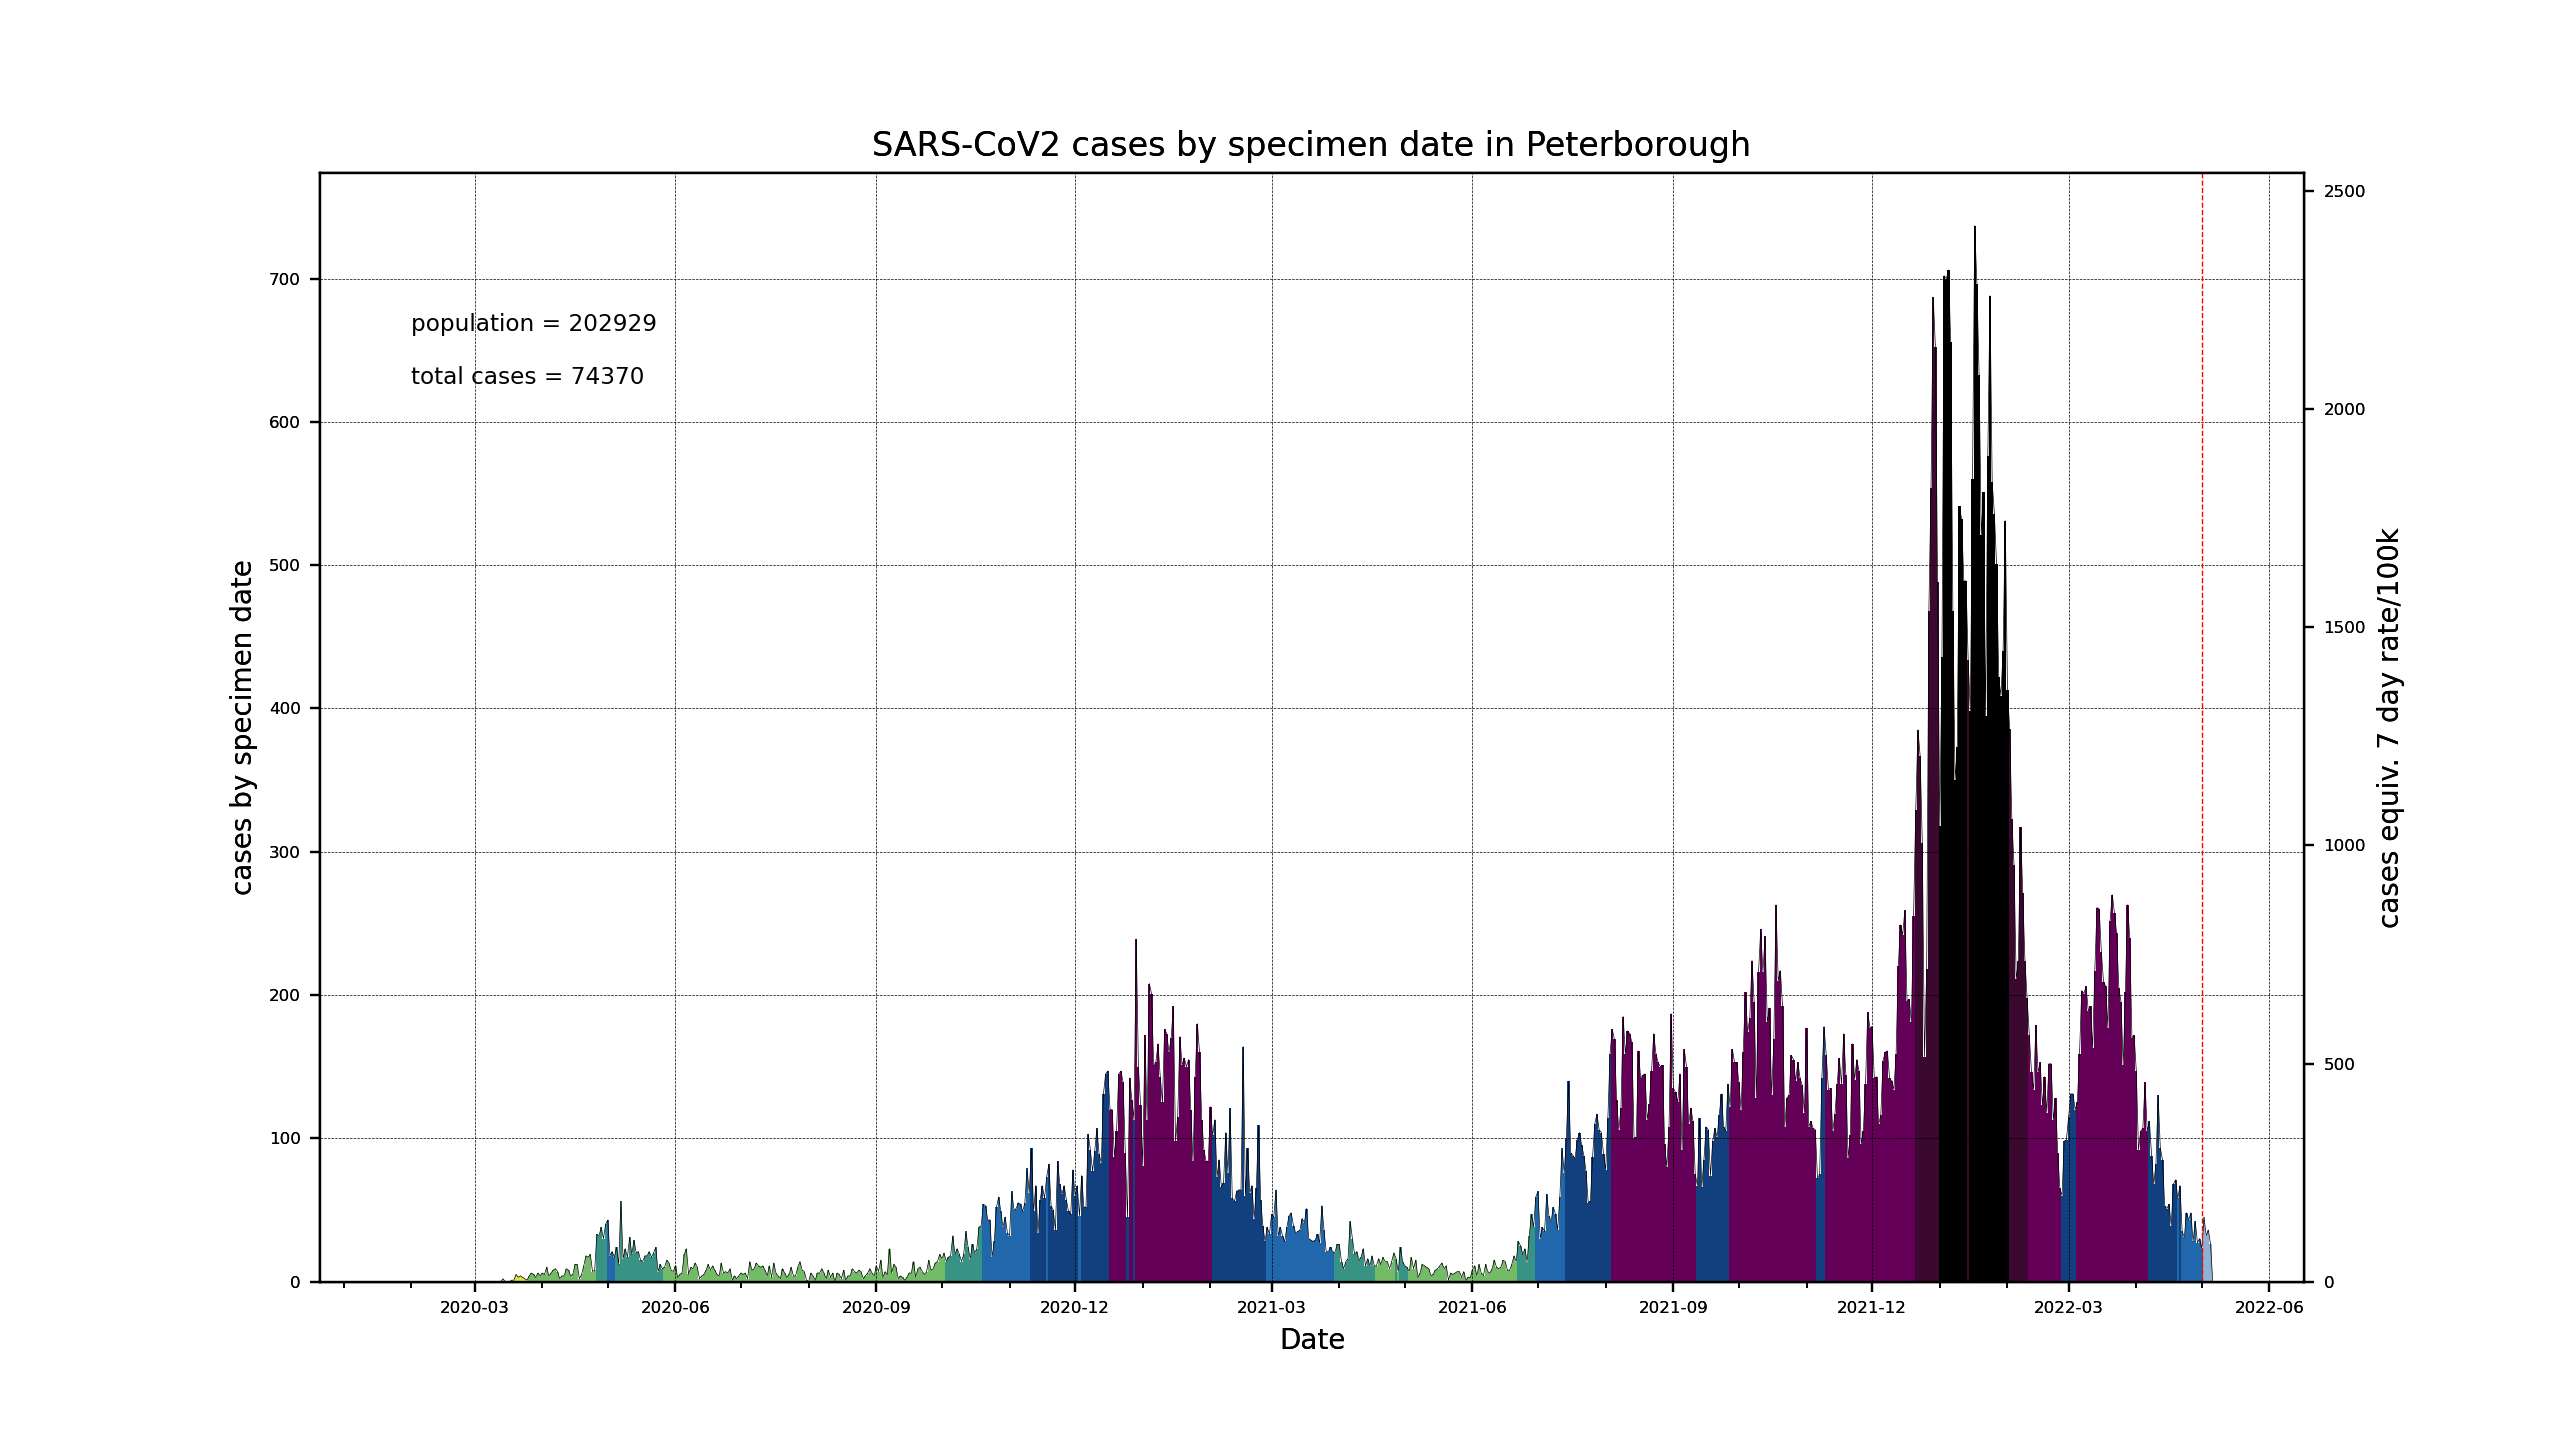 SARS-CoV2 cases by specimen date in Peterborough
population = 202929
total cases = 74370
cases by specimen date
700
600
500
400
300
200
100
0
2500
2000
1500
1000
500
0
cases equiv. 7 day rate/100k
2020-03 2020-06 2020-09 2020-12 2021-03 2021-06 2021-09 2021-12 2022-03 2022-06
Date